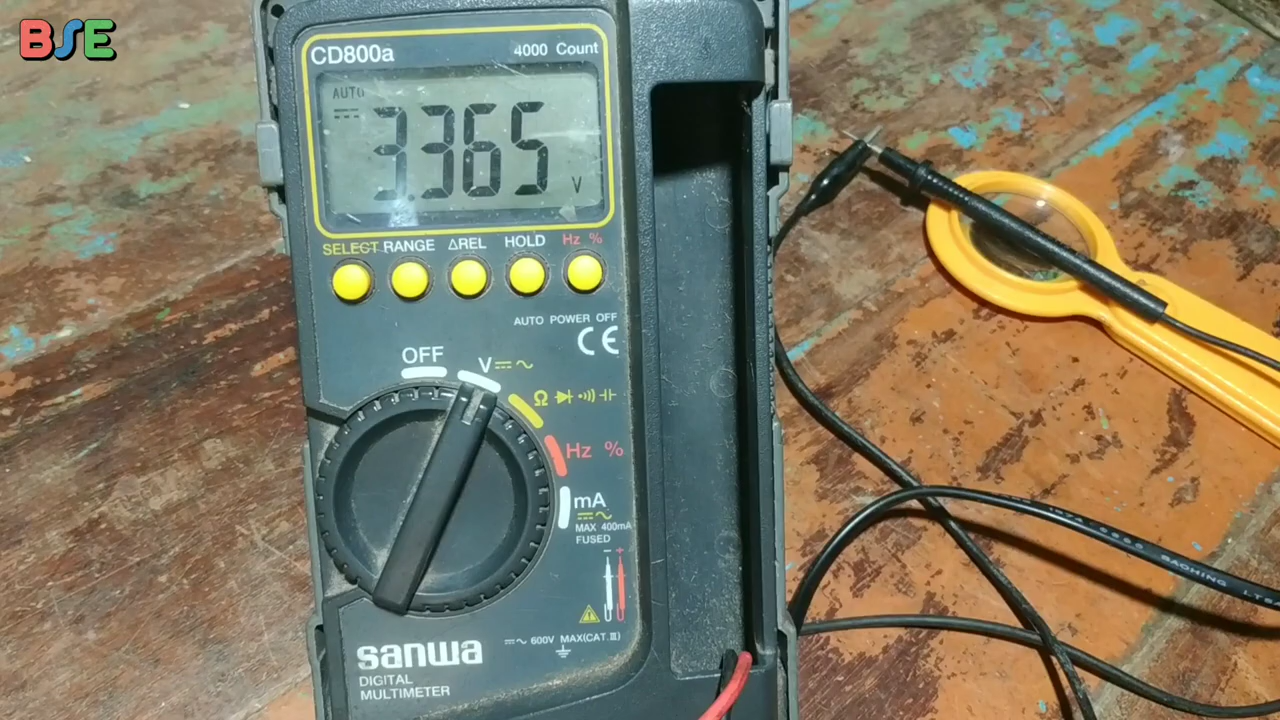 BSE
CD800a 4000 Count
AUTO
3.365 V
SELECT RANGE ΔREL HOLD Hz %
AUTO POWER OFF
CE
OFF V
Ω
Hz %
mA
MAX 400mA
FUSED
600V MAX(CAT.III)
sanwa
DIGITAL
MULTIMETER
BAOHING